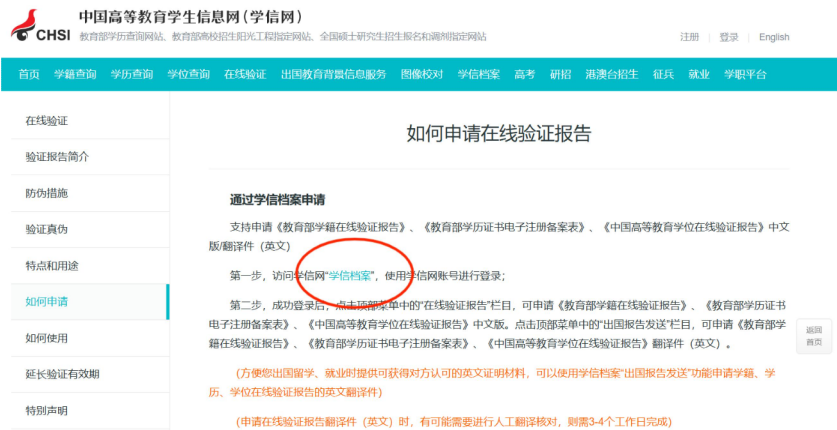 中国高等教育学生信息网(学信网)
CHSI 教育部学历查询网站、教育部高校招生阳光工程指定网站、全国硕士研究生招生报名和调剂指定网站
注册 | 登录 | English
首页 学籍查询 学历查询 学位查询 在线验证 出国教育背景信息服务 图像校对 学信档案 高考 研招 港澳台招生 征兵 就业 学职平台
在线验证
验证报告简介
防伪措施
验证真伪
特点和用途
如何申请
如何使用
延长验证有效期
特别声明
如何申请在线验证报告
通过学信档案申请
支持申请《教育部学籍在线验证报告》、《教育部学历证书电子注册备案表》、《中国高等教育学位在线验证报告》中文
版/翻译件（英文）
第一步，访问学信网“学信档案”，使用学信网账号进行登录；
第二步，成功登录后，点击顶部菜单中的“在线验证报告”栏目，可申请《教育部学籍在线验证报告》、《教育部学历证书
电子注册备案表》、《中国高等教育学位在线验证报告》中文版。点击顶部菜单中的“出国报告发送”栏目，可申请《教育部学
籍在线验证报告》、《教育部学历证书电子注册备案表》、《中国高等教育学位在线验证报告》翻译件（英文）。
（方便您出国留学、就业时提供可获得对方认可的英文证明材料，可以使用学信档案“出国报告发送”功能申请学籍、学
历、学位在线验证报告的英文翻译件）
（申请在线验证报告翻译件（英文）时，有可能需要进行人工翻译核对，则需3-4个工作日完成）
返回
首页